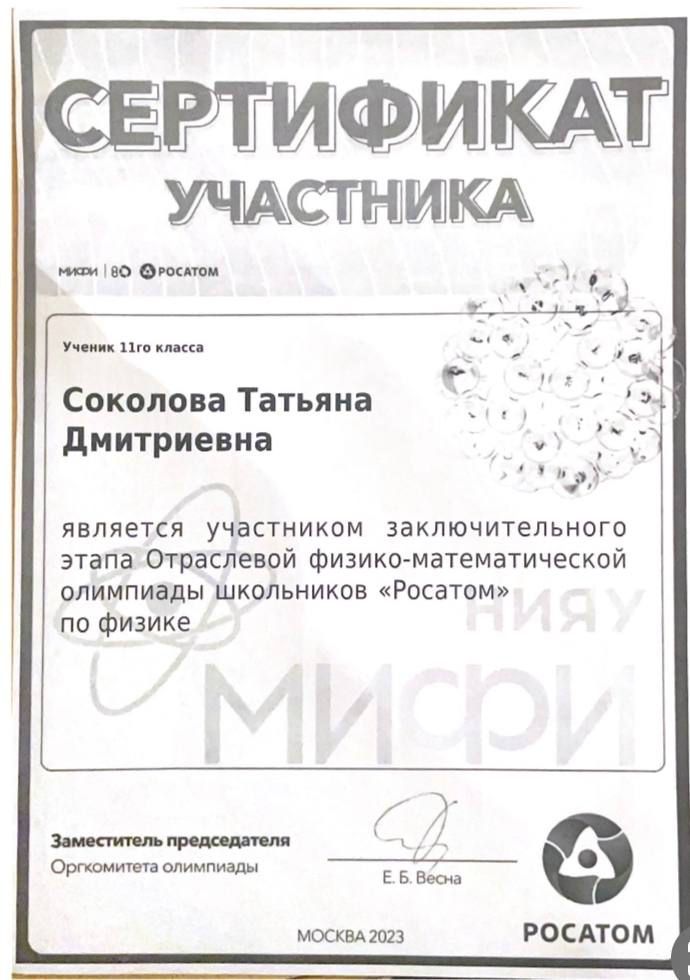 СЕРТИФИКАТ
УЧАСТНИКА
МИФИ | 80 РОСАТОМ
Ученик 11го класса
Соколова Татьяна
Дмитриевна
является участником заключительного
этапа Отраслевой физико-математической
олимпиады школьников «Росатом»
по физике
НИЯУ
МИФИ
Заместитель председателя
Оргкомитета олимпиады
Е. Б. Весна
МОСКВА 2023
РОСАТОМ